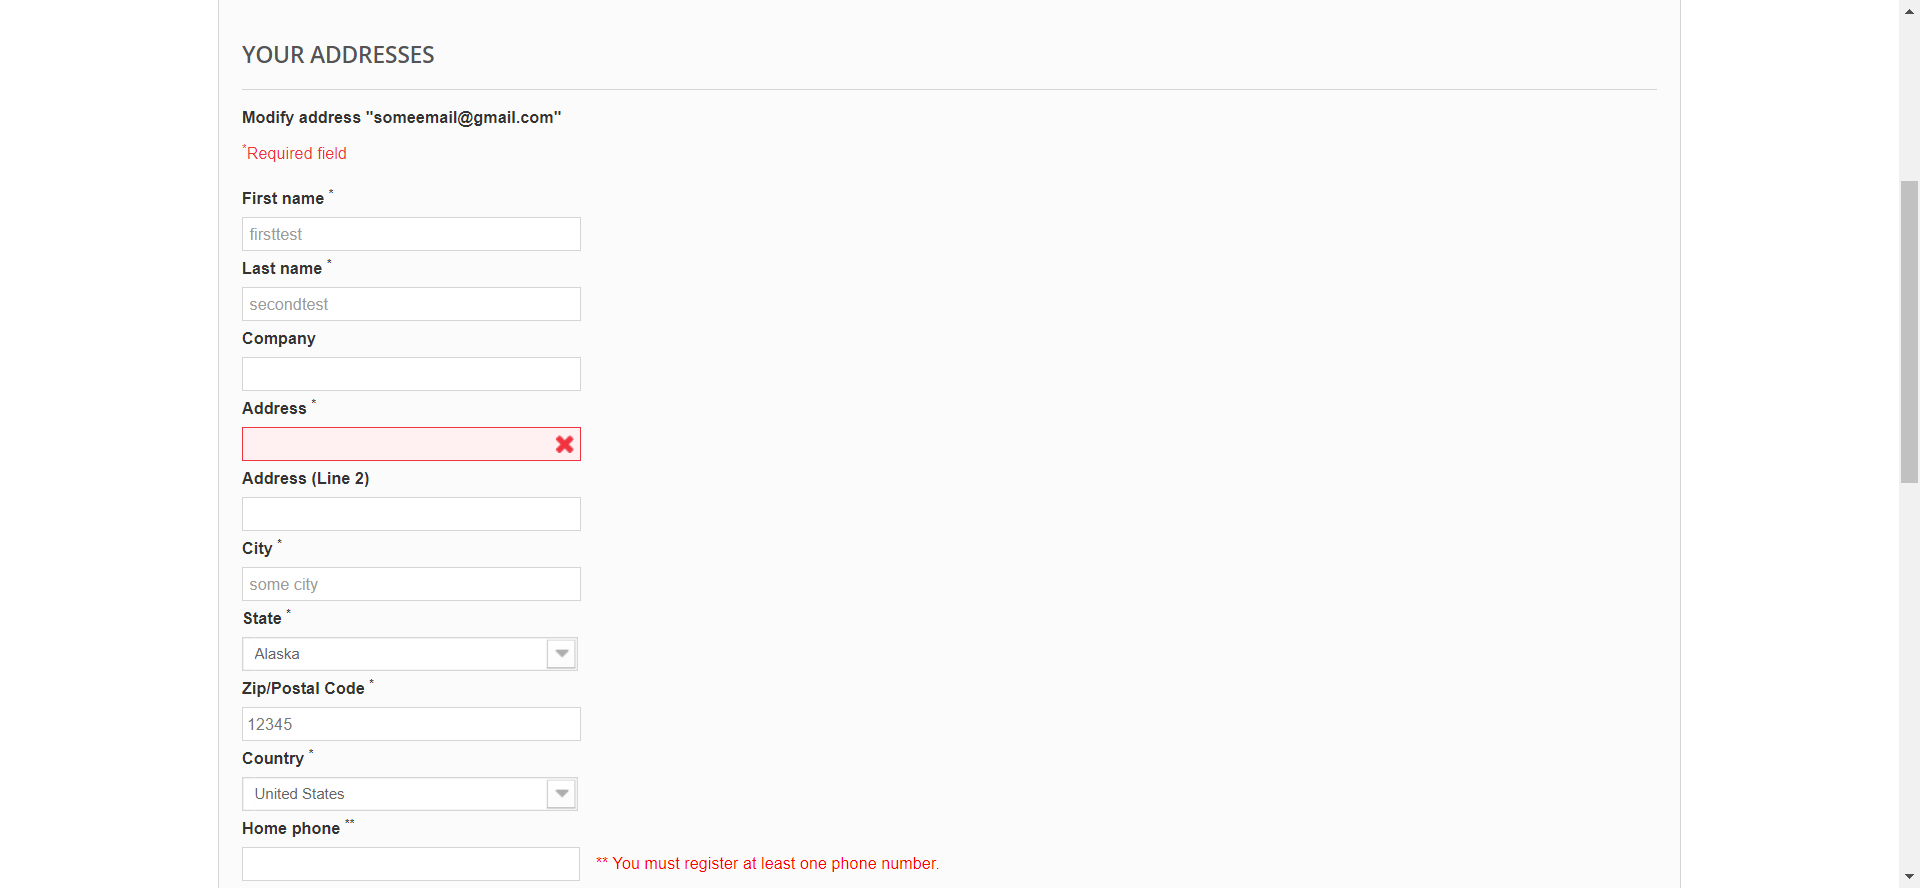 YOUR ADDRESSES
Modify address "someemail@gmail.com"
*Required field
First name *
firsttest
Last name *
secondtest
Company
Address *
Address (Line 2)
City *
some city
State *
Alaska
Zip/Postal Code *
12345
Country *
United States
Home phone **
** You must register at least one phone number.